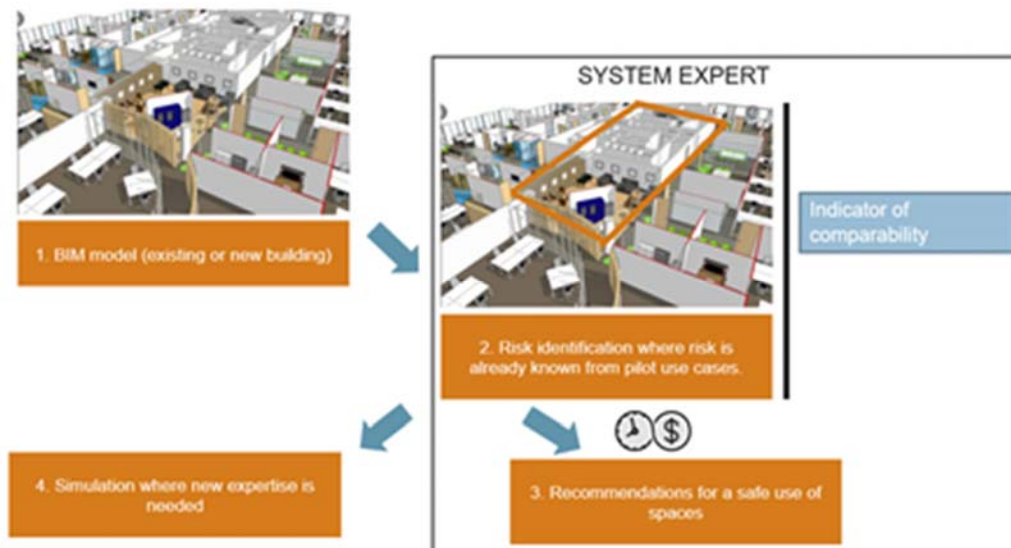 SYSTEM EXPERT
1. BIM model (existing or new building)
Indicator of
comparability
2. Risk identification where risk is
already known from pilot use cases.
$
4. Simulation where new expertise is
needed
3. Recommendations for a safe use of
spaces